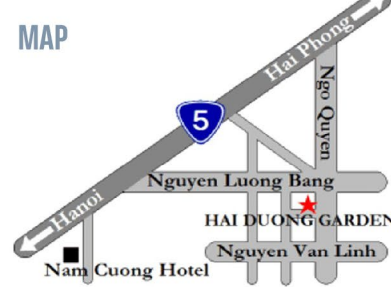 MAP
Hai Phong
Ngo Quyen
5
Nguyen Luong Bang
Hanoi
HAI DUONG GARDEN
Nguyen Van Linh
Nam Cuong Hotel